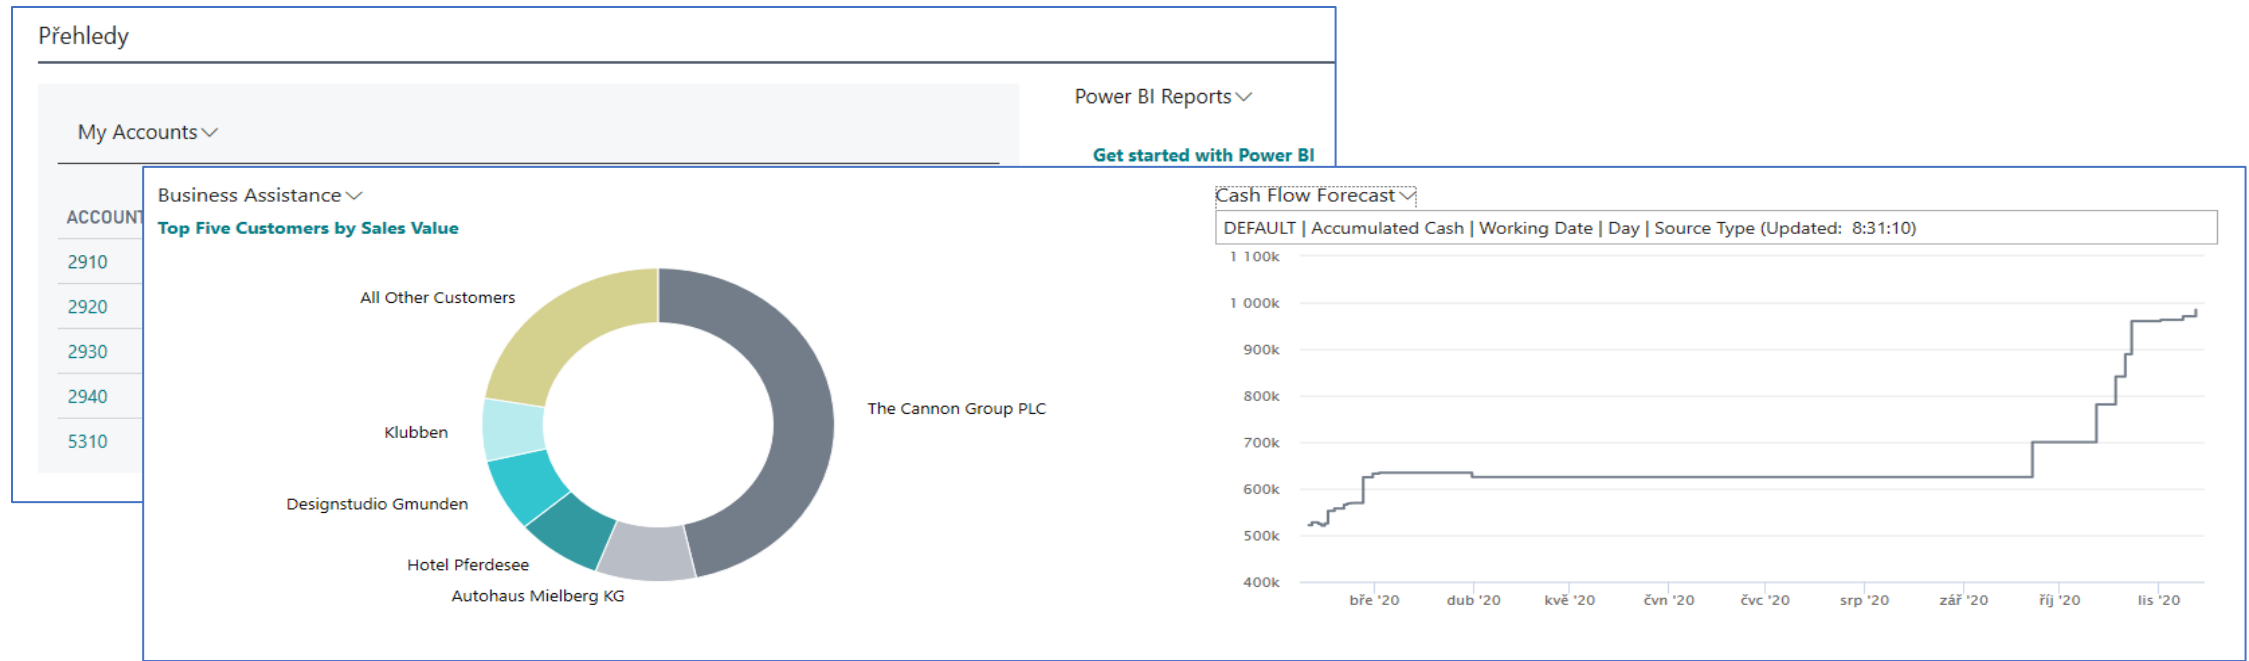 Přehledy
My Accounts
Power BI Reports
Get started with Power BI
ACCOUNT
2910
2920
2930
2940
5310
Business Assistance
Top Five Customers by Sales Value
All Other Customers
The Cannon Group PLC
Klubben
Designstudio Gmunden
Hotel Pferdesee
Autohaus Mielberg KG
Cash Flow Forecast
DEFAULT | Accumulated Cash | Working Date | Day | Source Type (Updated: 8:31:10)
1 100k
1 000k
900k
800k
700k
600k
500k
400k
bře '20 dub '20 kvě '20 čvn '20 čvc '20 srp '20 zář '20 říj '20 lis '20